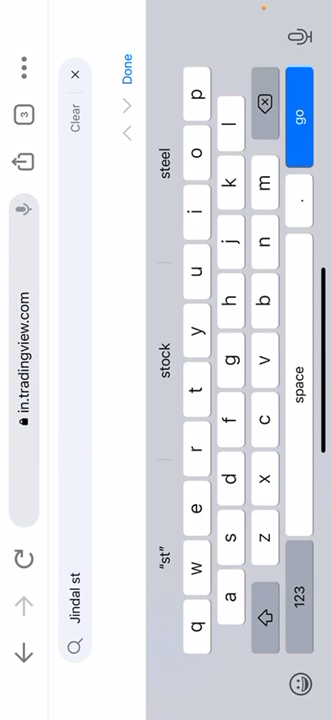 3
in.tradingview.com
Jindal st
Clear
Done
“st”
stock
steel
q w e r t y u i o p
a s d f g h j k l
z x c v b n m
123
space
.
go